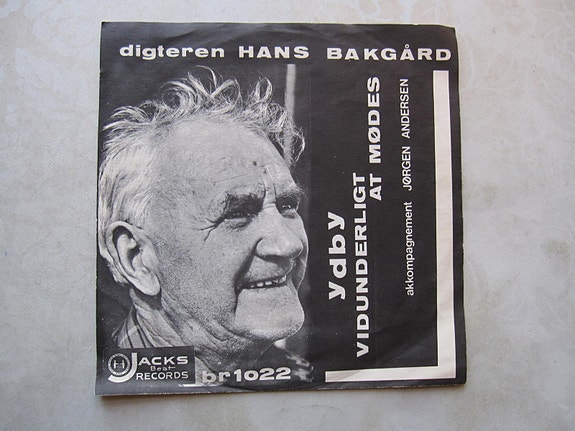 digteren HANS BAKGÅRD
ydby
VIDUNDERLIGT
AT MØDES
akkompagnement JØRGEN ANDERSEN
JACKS
Beat
RECORDS
br1022